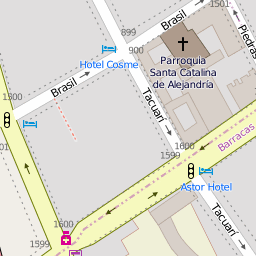 1501
Brasil
Piedras
899
900
Hotel Cosme
Parroquia
Santa Catalina
de Alejandría
Tacuarí
Brasil
1500
Barracas
1600
1599
Astor Hotel
Tacuarí
1600
1599